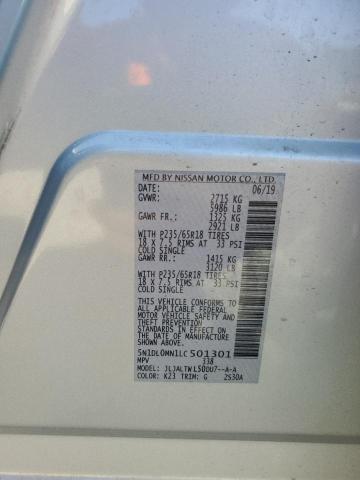 MFD BY NISSAN MOTOR CO., LTD.
DATE: 06/19
GVWR: 2715 KG
5986 LB
GAWR FR.: 1325 KG
2921 LB
WITH P235/65R18 TIRES
18 X 7.5 RIMS AT 33 PSI
COLD SINGLE
GAWR RR.: 1415 KG
3120 LB
WITH P235/65R18 TIRES
18 X 7.5 RIMS AT 33 PSI
COLD SINGLE
THIS VEHICLE CONFORMS TO
ALL APPLICABLE FEDERAL
MOTOR VEHICLE SAFETY
STANDARDS IN EFFECT ON
THE DATE OF MANUFACTURE
SHOWN ABOVE.
5N1DL0MN1LC501301
MPV 338
MODEL: JLJALTWL50DU7--A-A
COLOR: K23 TRIM: G 2S30A